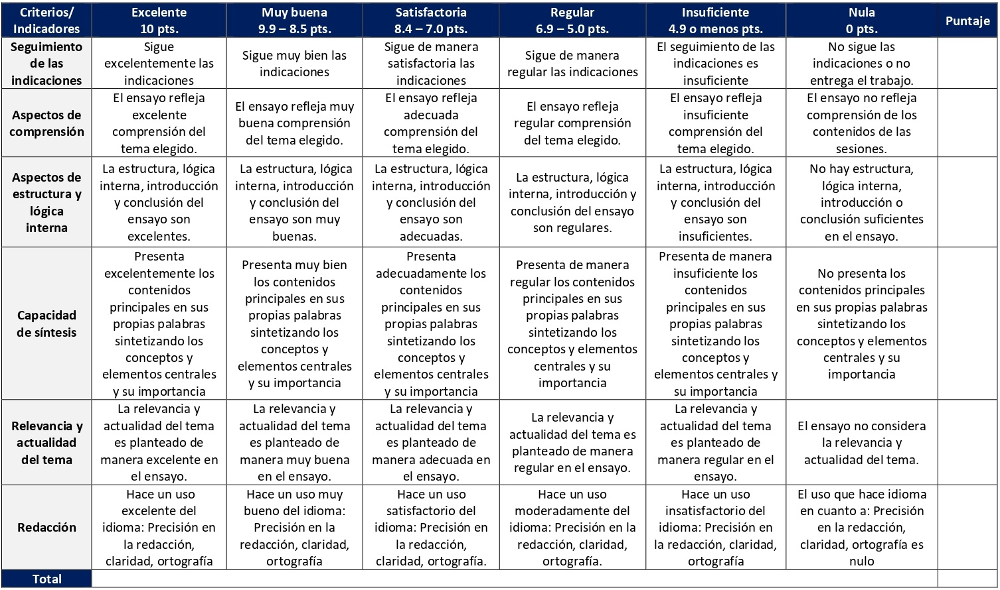 Criterios/
Indicadores
Excelente
10 pts.
Muy buena
9.9 – 8.5 pts.
Satisfactoria
8.4 – 7.0 pts.
Regular
6.9 – 5.0 pts.
Insuficiente
4.9 o menos pts.
Nula
0 pts.
Puntaje
Seguimiento
de las
indicaciones
Sigue
excelentemente las
indicaciones
Sigue muy bien las
indicaciones
Sigue de manera
satisfactoria las
indicaciones
Sigue de manera
regular las indicaciones
El seguimiento de las
indicaciones es
insuficiente
No sigue las
indicaciones o no
entrega el trabajo.
Aspectos de
comprensión
El ensayo refleja
excelente
comprensión del
tema elegido.
El ensayo refleja muy
buena comprensión
del tema elegido.
El ensayo refleja
adecuada
comprensión del
tema elegido.
El ensayo refleja
regular comprensión
del tema elegido.
El ensayo refleja
insuficiente
comprensión del
tema elegido.
El ensayo no refleja
comprensión de los
contenidos de las
sesiones.
Aspectos de
estructura y
lógica
interna
La estructura, lógica
interna, introducción
y conclusión del
ensayo son
excelentes.
La estructura, lógica
interna, introducción
y conclusión del
ensayo son muy
buenas.
La estructura, lógica
interna, introducción
y conclusión del
ensayo son
adecuadas.
La estructura, lógica
interna, introducción y
conclusión del ensayo
son regulares.
La estructura, lógica
interna, introducción
y conclusión del
ensayo son
insuficientes.
No hay estructura,
lógica interna,
introducción o
conclusión suficientes
en el ensayo.
Capacidad
de síntesis
Presenta
excelentemente los
contenidos
principales en sus
propias palabras
sintetizando los
conceptos y
elementos centrales
y su importancia
Presenta muy bien
los contenidos
principales en sus
propias palabras
sintetizando los
conceptos y
elementos centrales
y su importancia
Presenta
adecuadamente los
contenidos
principales en sus
propias palabras
sintetizando los
conceptos y
elementos centrales
y su importancia
Presenta de manera
regular los contenidos
principales en sus
propias palabras
sintetizando los
conceptos y elementos
centrales y su
importancia
Presenta de manera
insuficiente los
contenidos
principales en sus
propias palabras
sintetizando los
conceptos y
elementos centrales y
su importancia
No presenta los
contenidos principales
en sus propias palabras
sintetizando los
conceptos y elementos
centrales y su
importancia
Relevancia y
actualidad
del tema
La relevancia y
actualidad del tema
es planteado de
manera excelente en
el ensayo.
La relevancia y
actualidad del tema
es planteado de
manera muy buena
en el ensayo.
La relevancia y
actualidad del tema
es planteado de
manera adecuada en
el ensayo.
La relevancia y
actualidad del tema es
planteado de manera
regular en el ensayo.
La relevancia y
actualidad del tema
es planteado de
manera regular en el
ensayo.
El ensayo no considera
la relevancia y
actualidad del tema.
Redacción
Hace un uso
excelente del
idioma: Precisión en
la redacción,
claridad, ortografía
Hace un uso muy
bueno del idioma:
Precisión en la
redacción, claridad,
ortografía
Hace un uso
satisfactorio del
idioma: Precisión en
la redacción,
claridad, ortografía.
Hace un uso
moderadamente del
idioma: Precisión en la
redacción, claridad,
ortografía.
Hace un uso
insatisfactorio del
idioma: Precisión en
la redacción, claridad,
ortografía
El uso que hace idioma
en cuanto a: Precisión
en la redacción,
claridad, ortografía es
nulo
Total